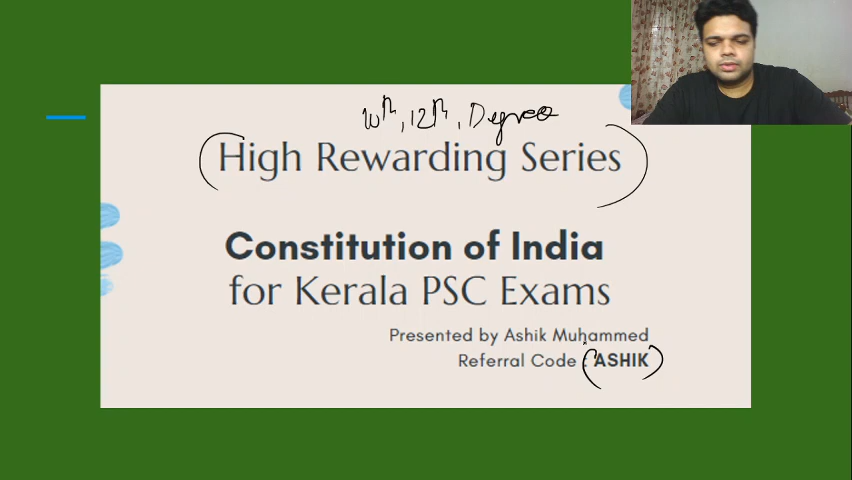 10th, 12th, Degree
High Rewarding Series
Constitution of India
for Kerala PSC Exams
Presented by Ashik Muhammed
Referral Code : ASHIK